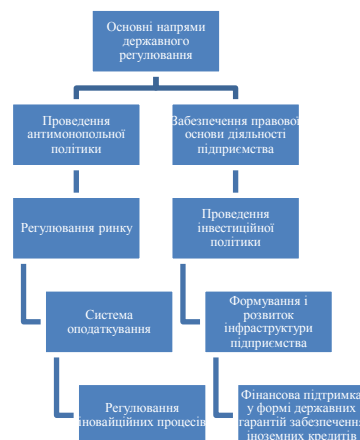 Основні напрями
державного
регулювання
Проведення
антимонопольної
політики
Забезпечення правової
основи діяльності
підприємства
Регулювання ринку
Проведення
інвестиційної
політики
Система
оподаткування
Формування і
розвиток
інфраструктури
підприємства
Регулювання
іновайційних процесів
Фінансова підтримка
у формі державних
гарантій забезпечення
іноземних кредитів